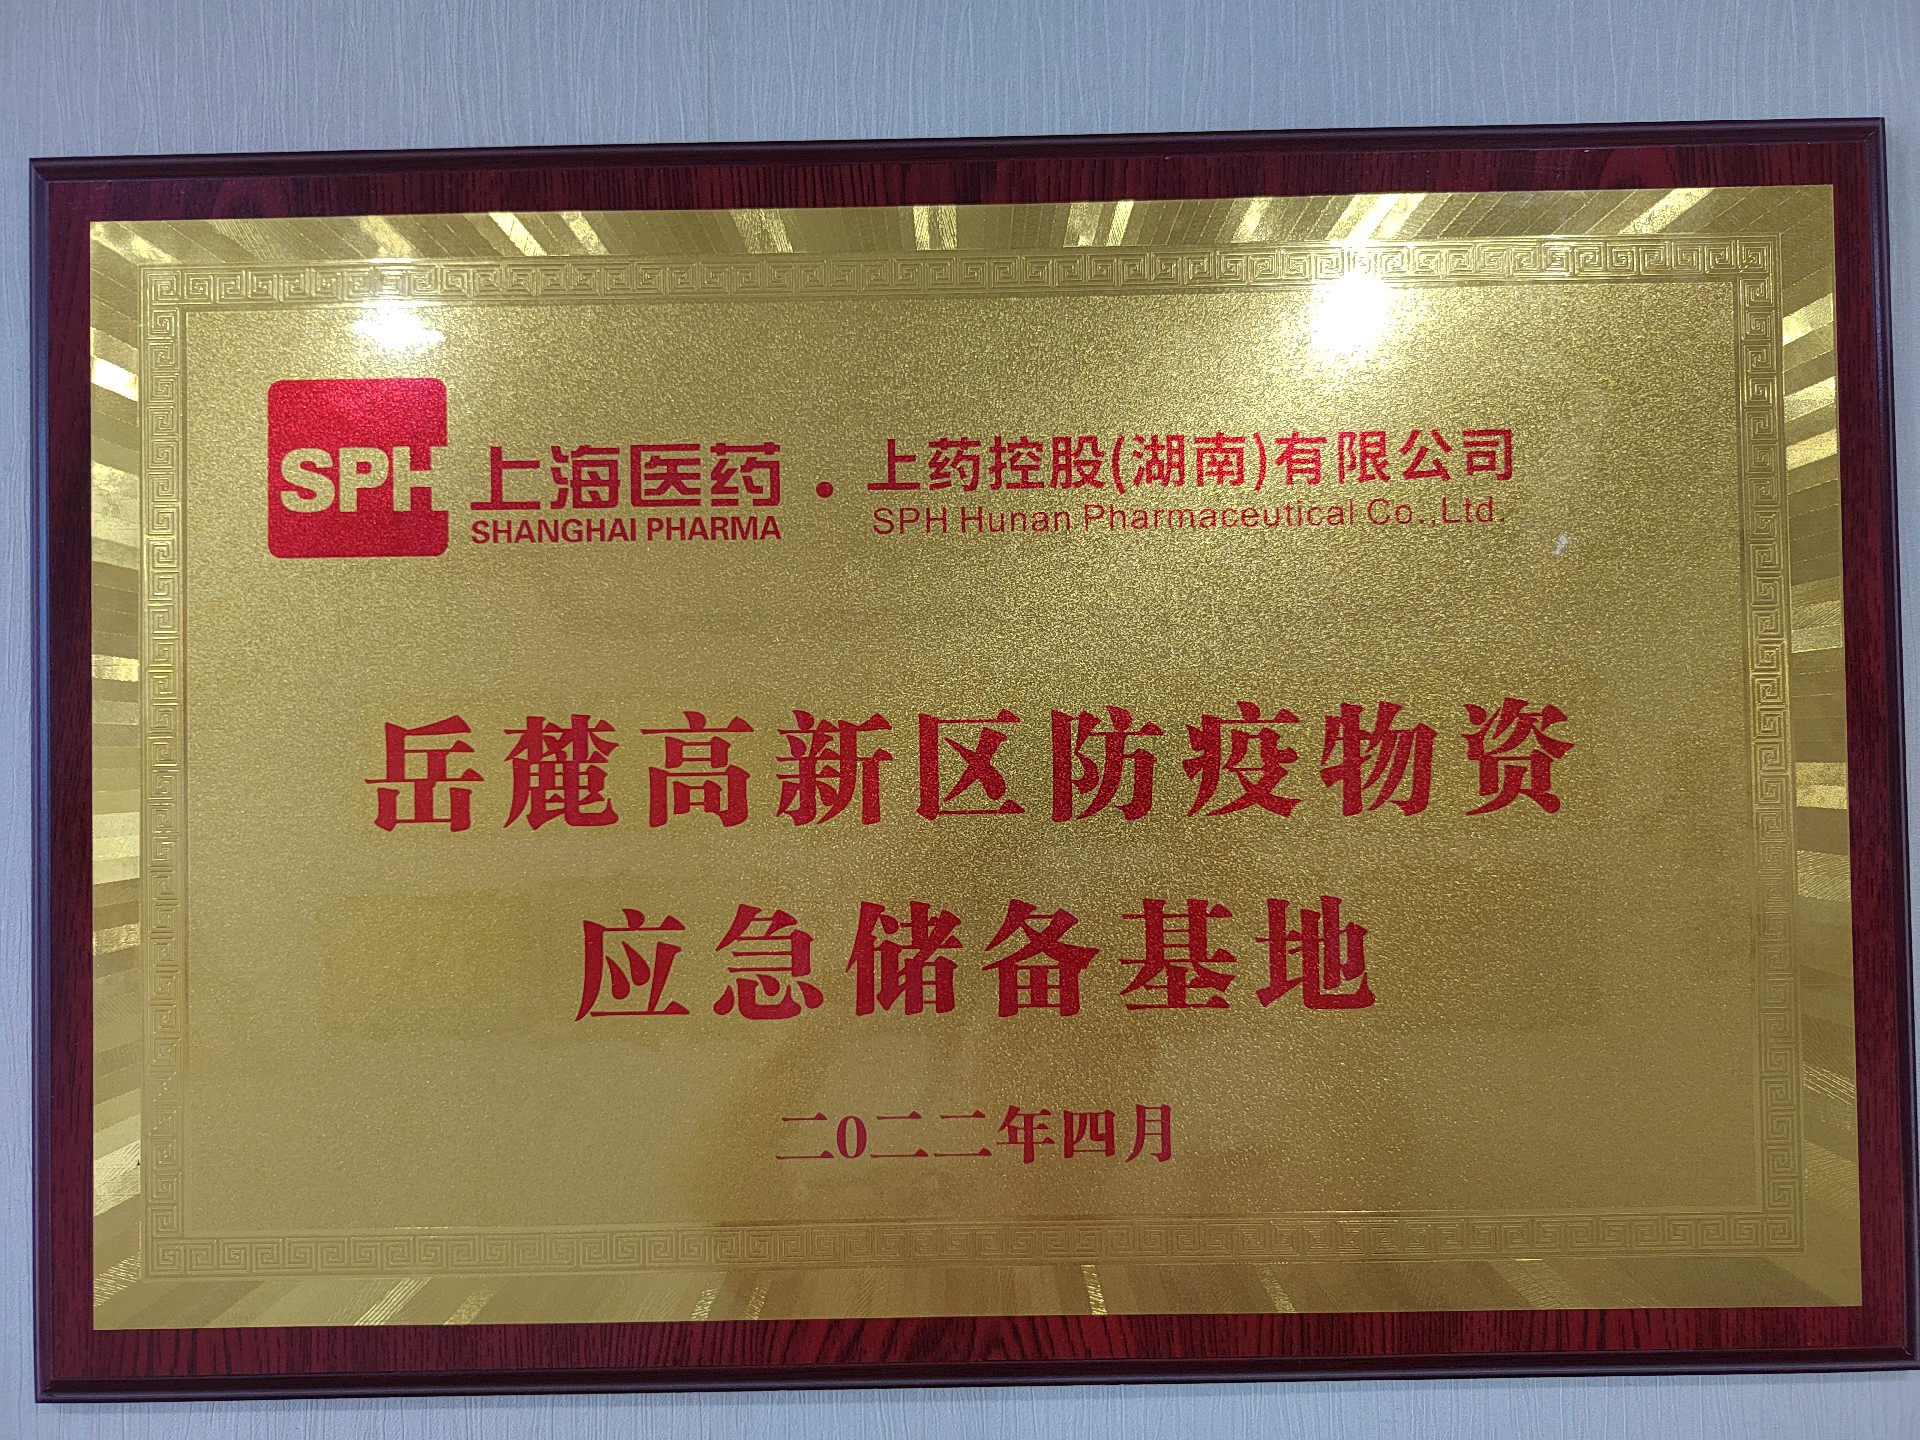 SPH 上海医药 · 上药控股(湖南)有限公司
SHANGHAI PHARMA SPH Hunan Pharmaceutical Co.,Ltd.
岳麓高新区防疫物资
应急储备基地
二0二二年四月